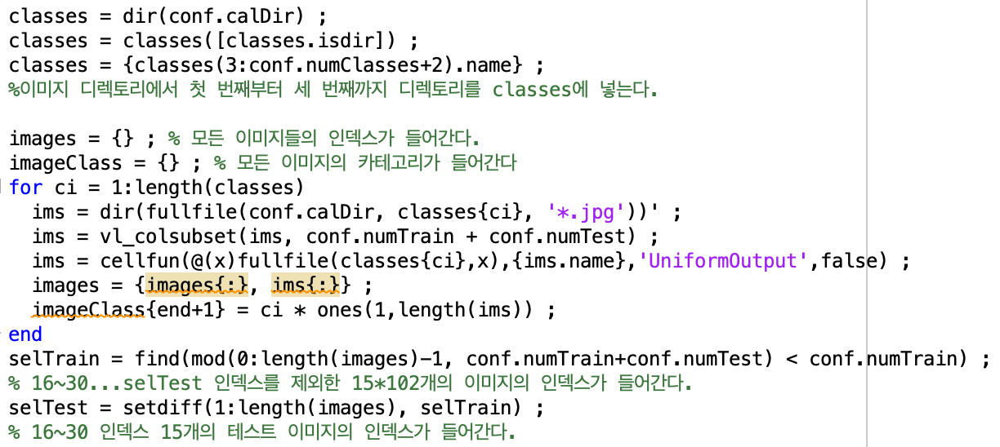 classes = dir(conf.calDir) ;
classes = classes([classes.isdir]) ;
classes = {classes(3:conf.numClasses+2).name} ;
%이미지 디렉토리에서 첫 번째부터 세 번째까지 디렉토리를 classes에 넣는다.
images = {} ; % 모든 이미지들의 인덱스가 들어간다.
imageClass = {} ; % 모든 이미지의 카테고리가 들어간다
for ci = 1:length(classes)
  ims = dir(fullfile(conf.calDir, classes{ci}, '*.jpg'))' ;
  ims = vl_colsubset(ims, conf.numTrain + conf.numTest) ;
  ims = cellfun(@(x)fullfile(classes{ci},x),{ims.name},'UniformOutput',false) ;
  images = {images{:}, ims{:}} ;
  imageClass{end+1} = ci * ones(1,length(ims)) ;
end
selTrain = find(mod(0:length(images)-1, conf.numTrain+conf.numTest) < conf.numTrain) ;
% 16~30...selTest 인덱스를 제외한 15*102개의 이미지의 인덱스가 들어간다.
selTest = setdiff(1:length(images), selTrain) ;
% 16~30 인덱스 15개의 테스트 이미지의 인덱스가 들어간다.